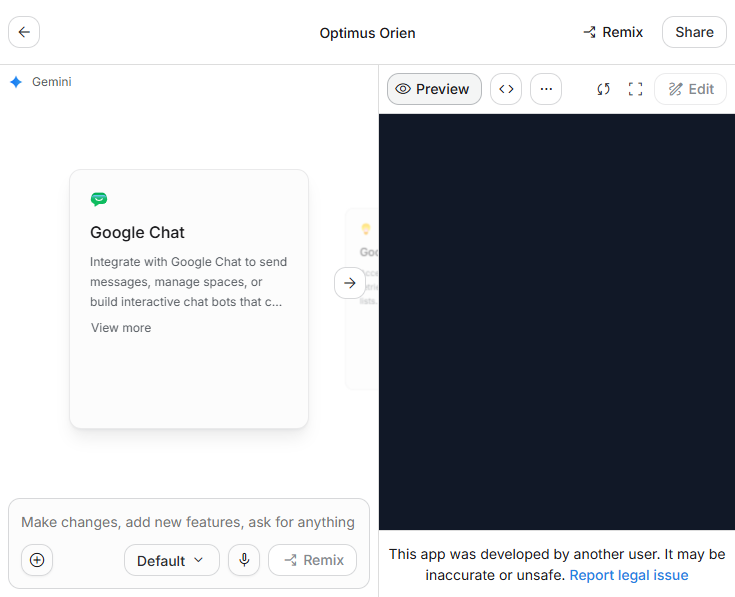 Optimus Orien
Remix
Share
Gemini
Preview
Edit
Google Chat
Integrate with Google Chat to send
messages, manage spaces, or
build interactive chat bots that c...
View more
Goo
lists.
Make changes, add new features, ask for anything
Default
Remix
This app was developed by another user. It may be
inaccurate or unsafe. Report legal issue